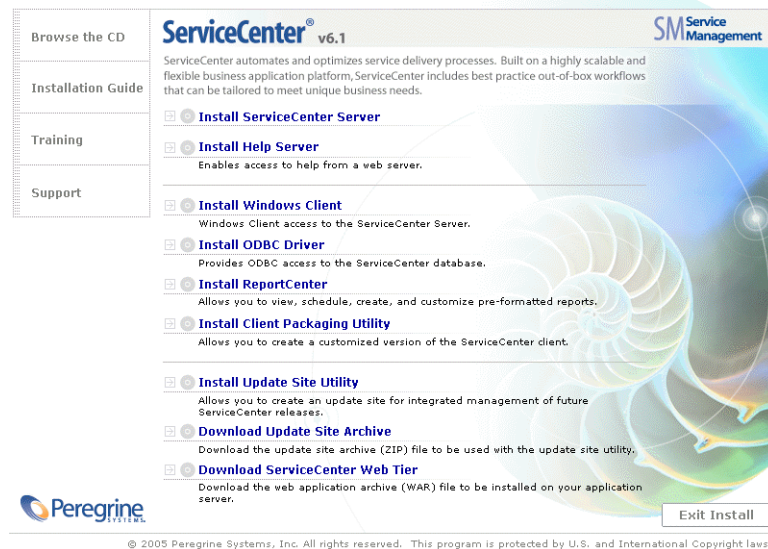 Browse the CD
Installation Guide
Training
Support
ServiceCenter® v6.1
SM Service Management
ServiceCenter automates and optimizes service delivery processes. Built on a highly scalable and
flexible business application platform, ServiceCenter includes best practice out-of-box workflows
that can be tailored to meet unique business needs.
Install ServiceCenter Server
Install Help Server
Enables access to help from a web server.
Install Windows Client
Windows Client access to the ServiceCenter Server.
Install ODBC Driver
Provides ODBC access to the ServiceCenter database.
Install ReportCenter
Allows you to view, schedule, create, and customize pre-formatted reports.
Install Client Packaging Utility
Allows you to create a customized version of the ServiceCenter client.
Install Update Site Utility
Allows you to create an update site for integrated management of future
ServiceCenter releases.
Download Update Site Archive
Download the update site archive (ZIP) file to be used with the update site utility.
Download ServiceCenter Web Tier
Download the web application archive (WAR) file to be installed on your application
server.
Peregrine
SYSTEMS
Exit Install
© 2005 Peregrine Systems, Inc. All rights reserved. This program is protected by U.S. and International Copyright laws